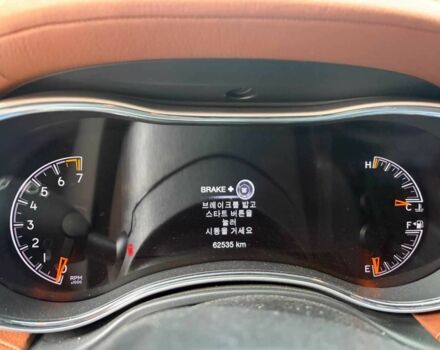 7
6
5
4
3
2
1
0
RPM
x1000
BRAKE +
브레이크를 밟고
스타트 버튼을
눌러
시동을 거세요
62535 km
H
C
F
E